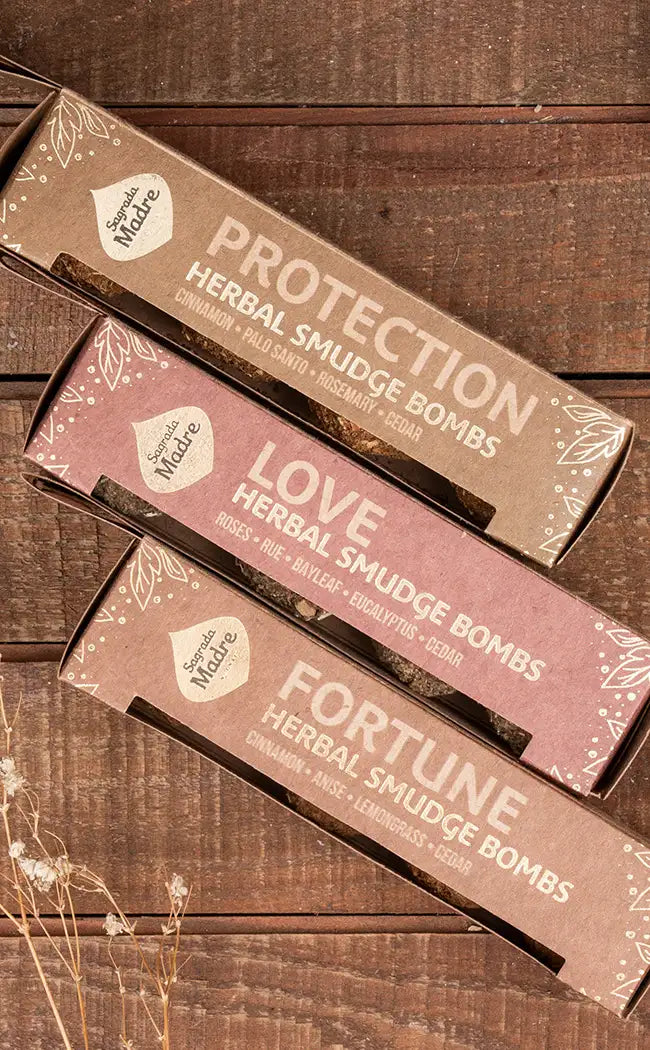 Sagrada
Madre
PROTECTION
HERBAL SMUDGE BOMBS
CINNAMON • PALO SANTO • ROSEMARY • CEDAR
Sagrada
Madre
LOVE
HERBAL SMUDGE BOMBS
ROSES • RUE • BAYLEAF • EUCALYPTUS • CEDAR
Sagrada
Madre
FORTUNE
HERBAL SMUDGE BOMBS
CINNAMON • ANISE • LEMONGRASS • CEDAR